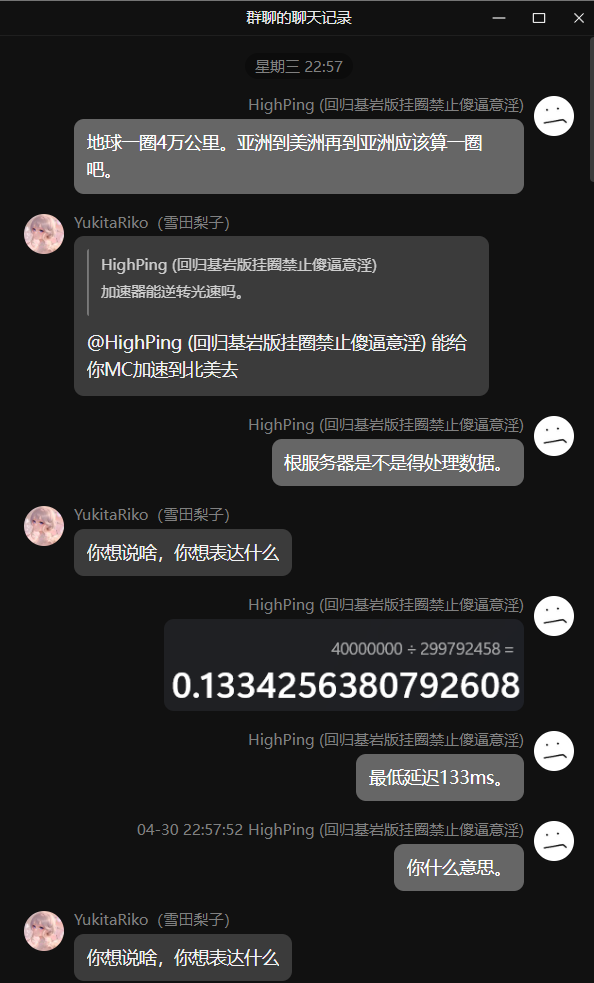 群聊的聊天记录
星期三 22:57
HighPing (回归基岩版挂圈禁止傻逼意淫)
地球一圈4万公里。亚洲到美洲再到亚洲应该算一圈
吧。
YukitaRiko（雪田梨子）
HighPing (回归基岩版挂圈禁止傻逼意淫)
加速器能逆转光速吗。
@HighPing (回归基岩版挂圈禁止傻逼意淫) 能给
你MC加速到北美去
HighPing (回归基岩版挂圈禁止傻逼意淫)
根服务器是不是得处理数据。
YukitaRiko（雪田梨子）
你想说啥，你想表达什么
HighPing (回归基岩版挂圈禁止傻逼意淫)
40000000 ÷ 299792458 =
0.1334256380792608
HighPing (回归基岩版挂圈禁止傻逼意淫)
最低延迟133ms。
04-30 22:57:52 HighPing (回归基岩版挂圈禁止傻逼意淫)
你什么意思。
YukitaRiko（雪田梨子）
你想说啥，你想表达什么